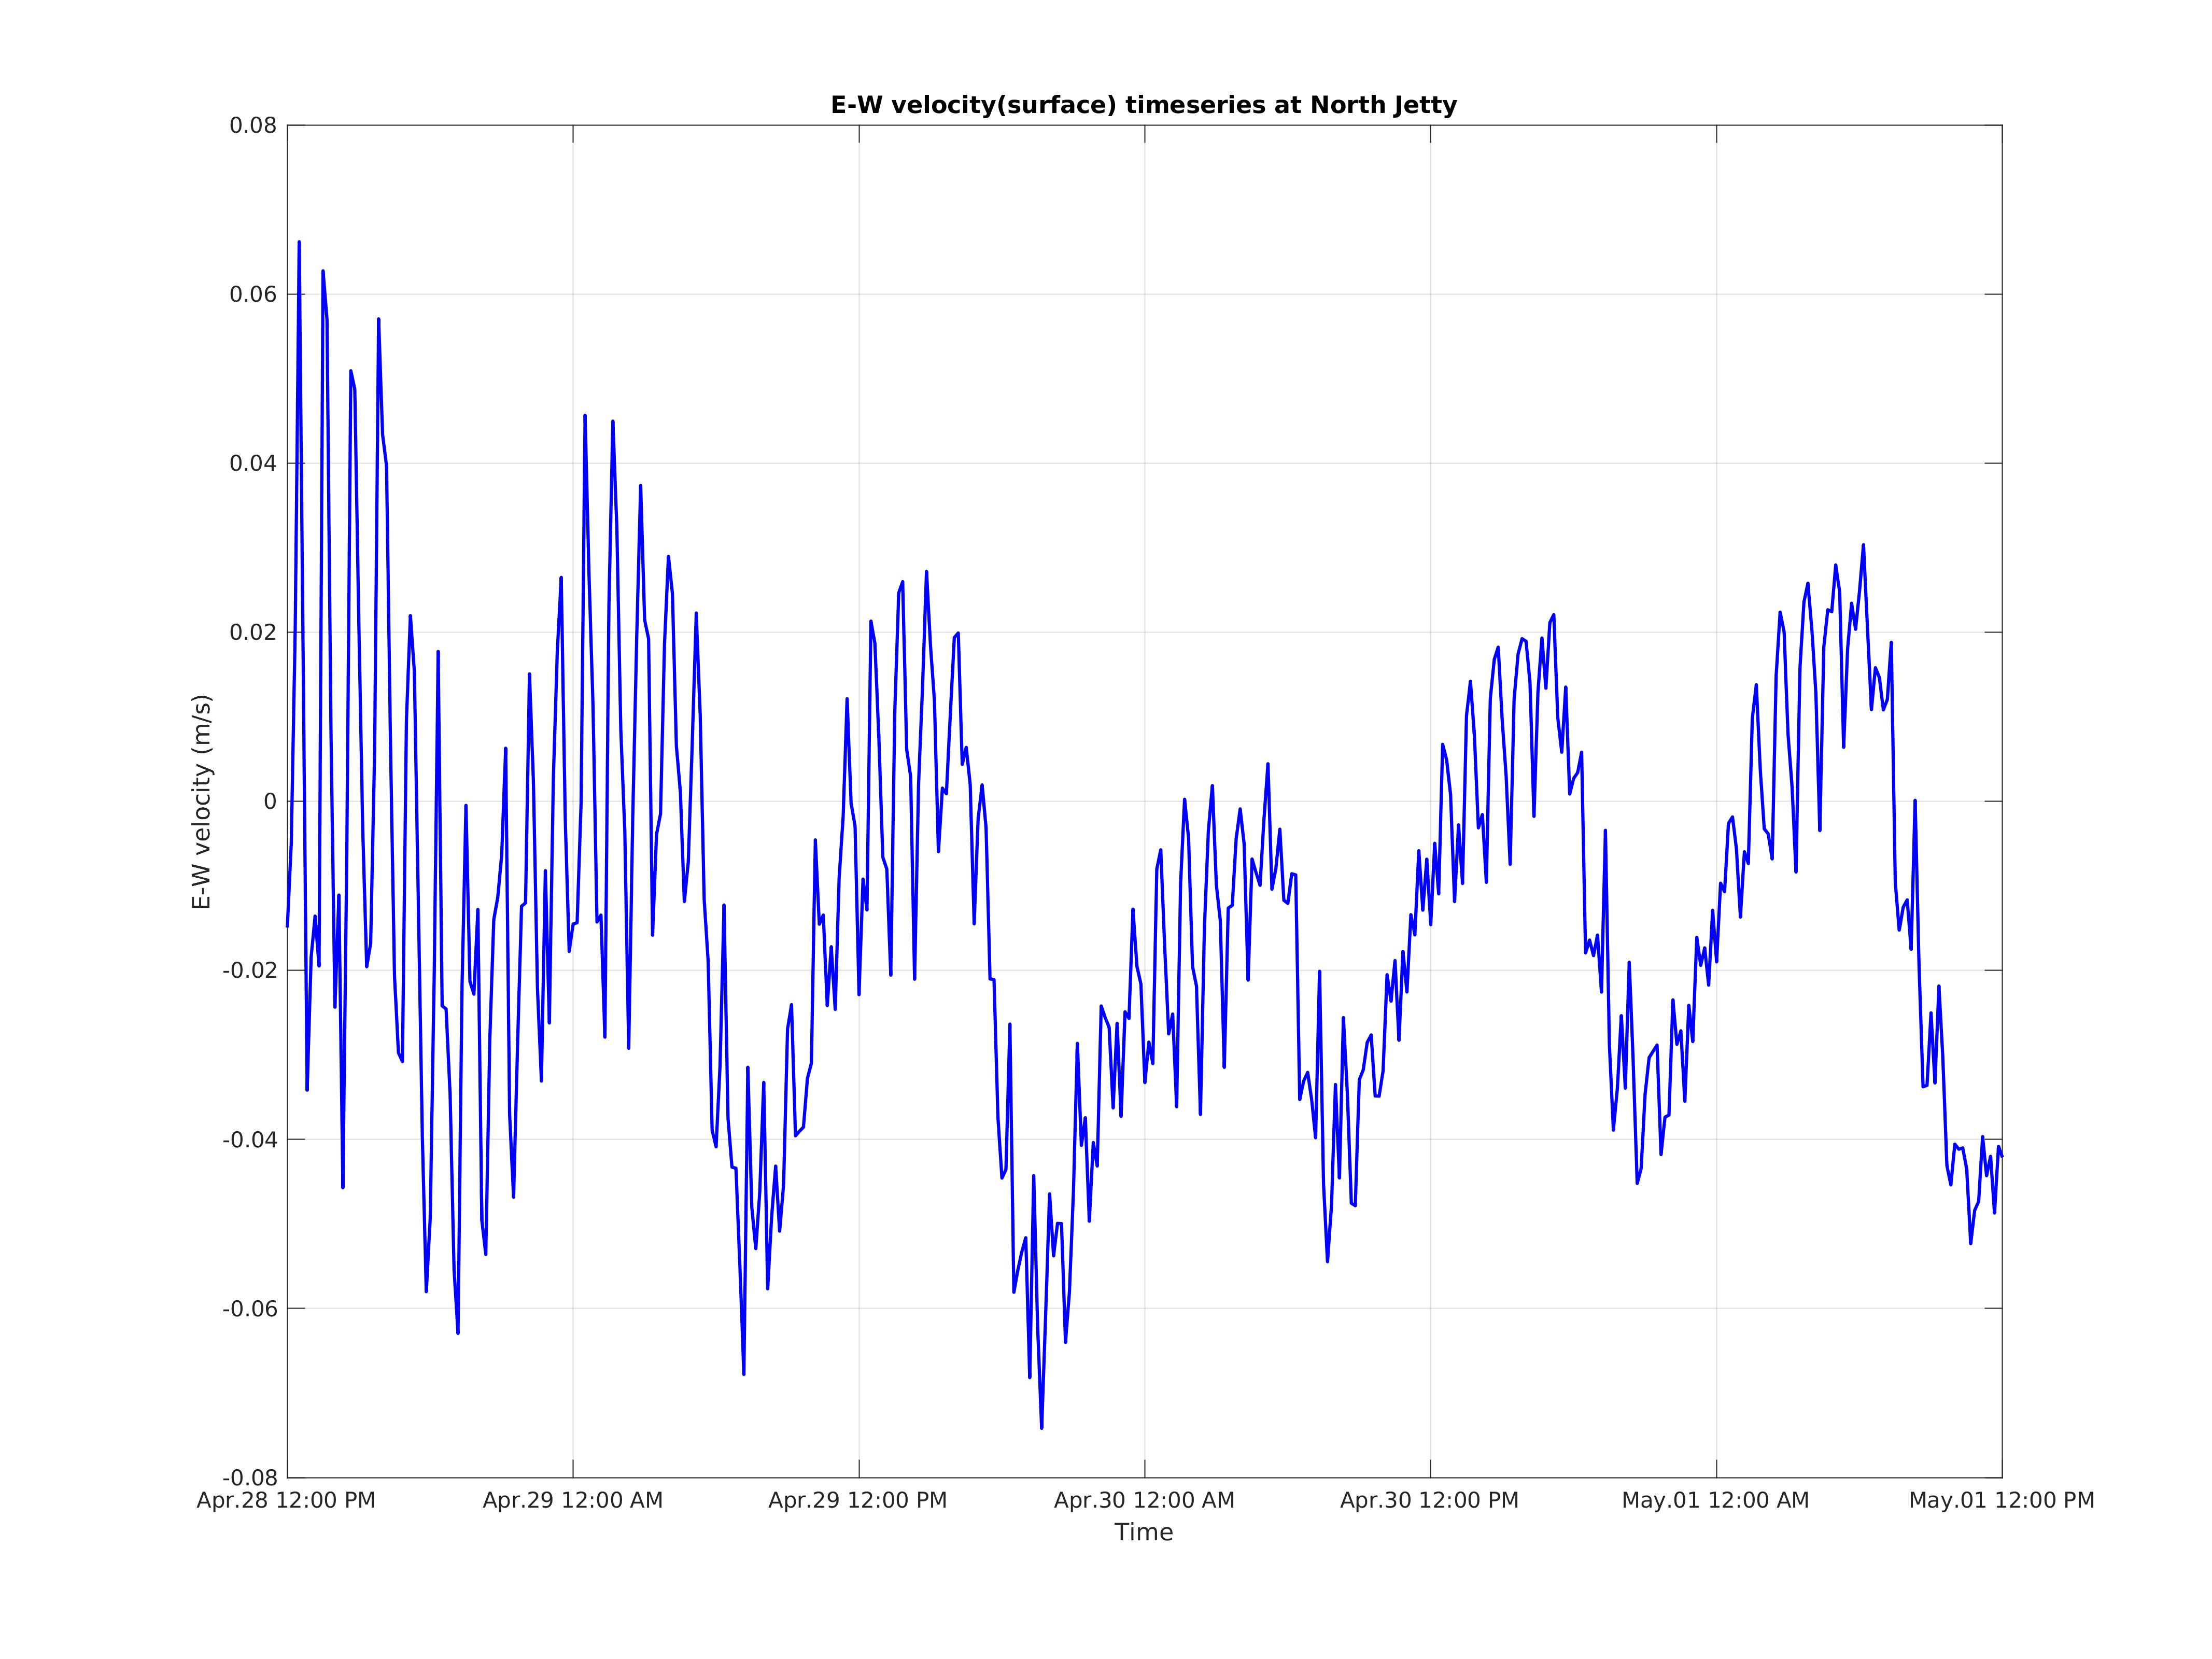 E-W velocity(surface) timeseries at North Jetty
0.08
0.06
0.04
0.02
0
-0.02
-0.04
-0.06
-0.08
E-W velocity (m/s)
Apr.28 12:00 PM Apr.29 12:00 AM Apr.29 12:00 PM Apr.30 12:00 AM Apr.30 12:00 PM May.01 12:00 AM May.01 12:00 PM
Time